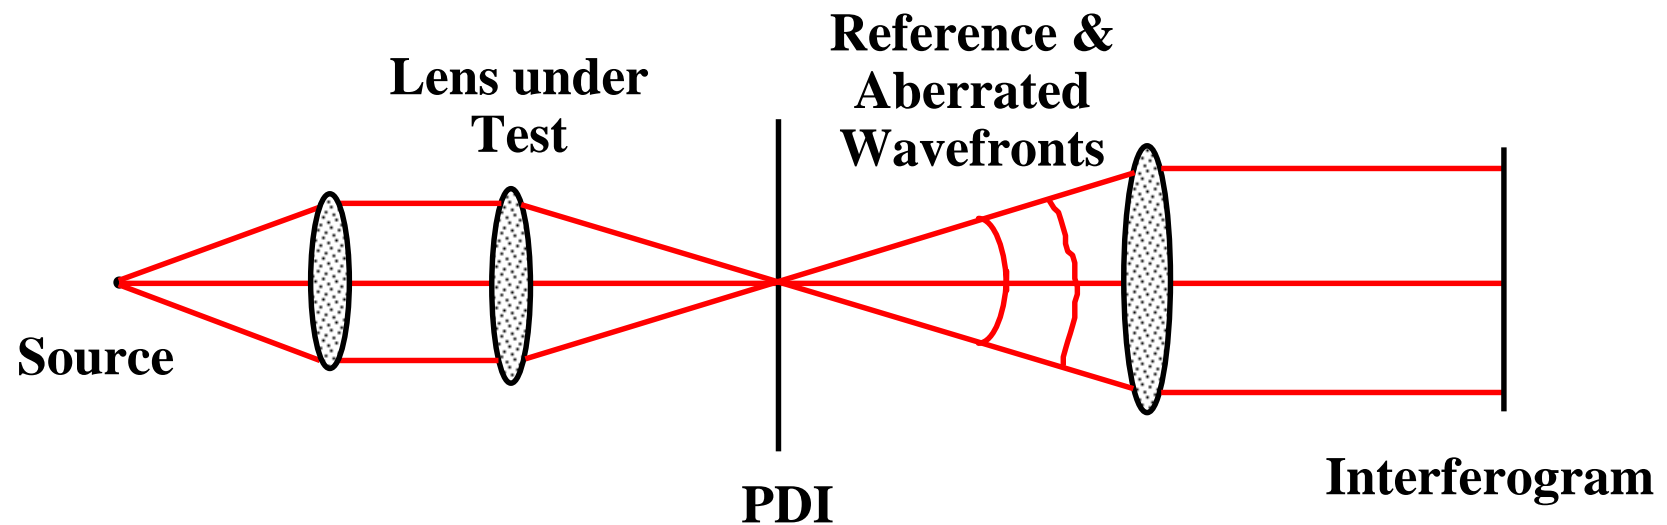 Reference &
Aberrated
Wavefronts
Lens under
Test
Source
PDI
Interferogram